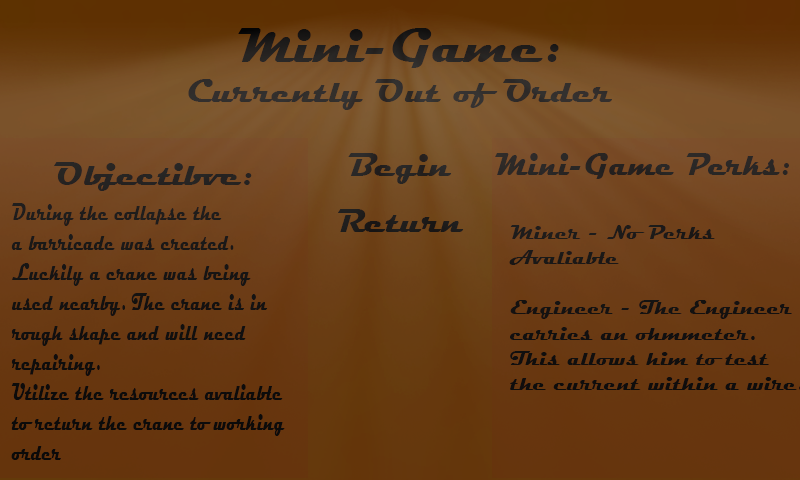 Mini-Game:
Currently Out of Order
Objectibve:
During the collapse the
a barricade was created.
Luckily a crane was being
used nearby. The crane is in
rough shape and will need
repairing.
Utilize the resources avaliable
to return the crane to working
order
Begin
Return
Mini-Game Perks:
Miner - No Perks
Avaliable
Engineer - The Engineer
carries an ohmmeter.
This allows him to test
the current within a wire.